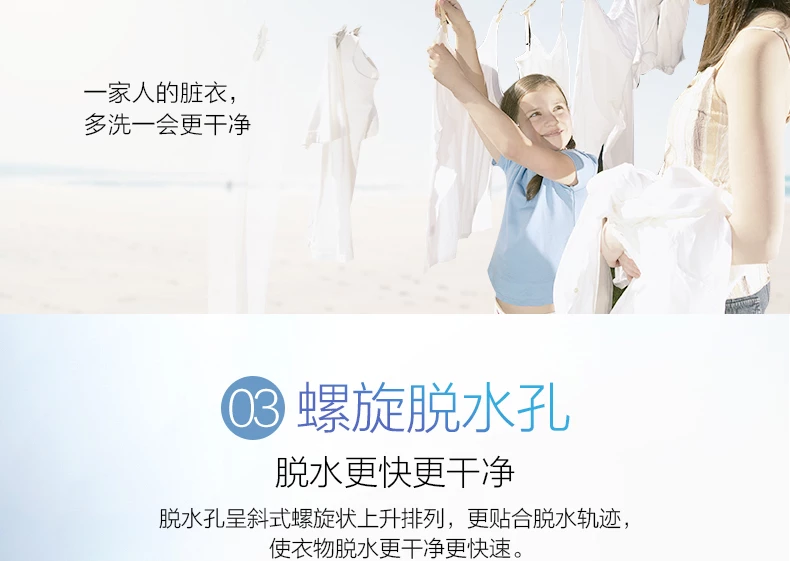 一家人的脏衣，
多洗一会更干净
03 螺旋脱水孔
脱水更快更干净
脱水孔呈斜式螺旋状上升排列，更贴合脱水轨迹，
使衣物脱水更干净更快速。